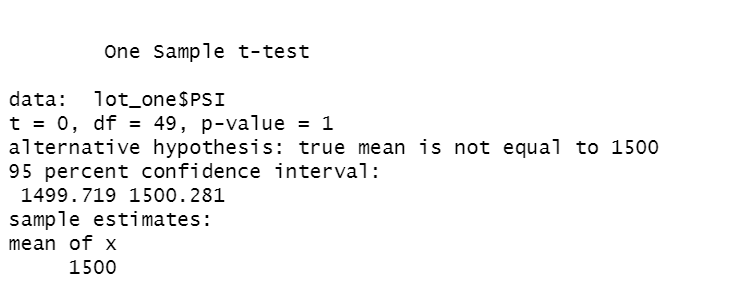 One Sample t-test
data:  lot_one$PSI
t = 0, df = 49, p-value = 1
alternative hypothesis: true mean is not equal to 1500
95 percent confidence interval:
1499.719 1500.281
sample estimates:
mean of x
1500